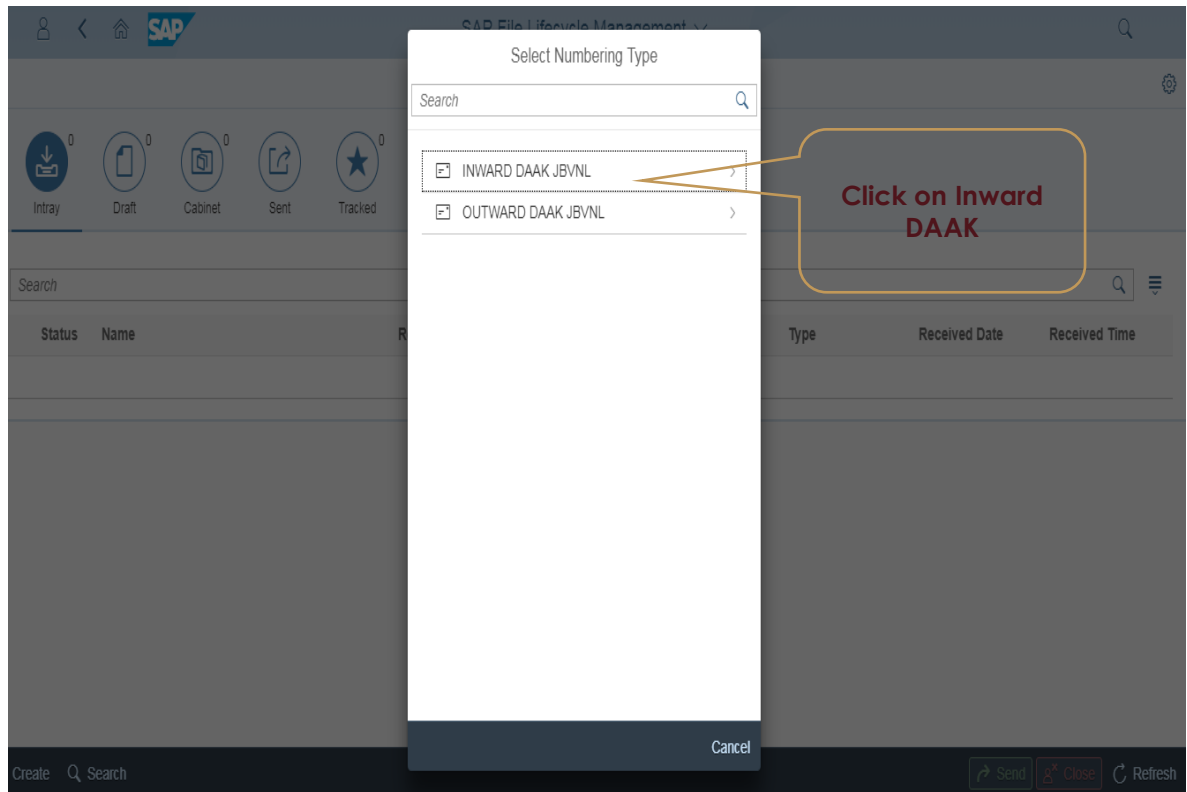 SAP
SAP File Lifecycle Management
Select Numbering Type
Search
0
0
0
0
INWARD DAAK JBVNL
OUTWARD DAAK JBVNL
Click on Inward
DAAK
Intray
Draft
Cabinet
Sent
Tracked
Search
Status
Name
R
Type
Received Date
Received Time
Cancel
Create
Search
Send
Close
Refresh